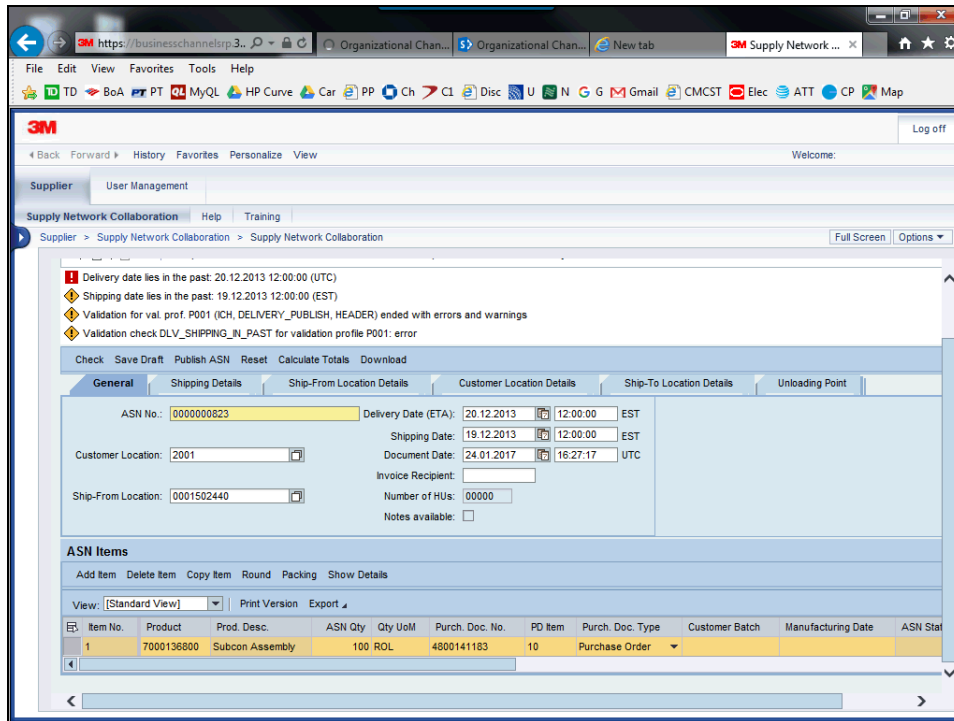 3M https://businesschannelsrp.3.. Organizational Chan... S Organizational Chan... New tab 3M Supply Network ...
File Edit View Favorites Tools Help
TD TD BoA PT PT QL MyQL HP Curve Car PP Ch C1 Disc U N G G Gmail CMCST Elec ATT CP Map
3M
Log off
Back Forward History Favorites Personalize View Welcome:
Supplier User Management
Supply Network Collaboration Help Training
Supplier > Supply Network Collaboration > Supply Network Collaboration Full Screen Options
Delivery date lies in the past: 20.12.2013 12:00:00 (UTC)
Shipping date lies in the past: 19.12.2013 12:00:00 (EST)
Validation for val. prof. P001 (ICH, DELIVERY_PUBLISH, HEADER) ended with errors and warnings
Validation check DLV_SHIPPING_IN_PAST for validation profile P001: error
Check Save Draft Publish ASN Reset Calculate Totals Download
General Shipping Details Ship-From Location Details Customer Location Details Ship-To Location Details Unloading Point
ASN No.: 0000000823 Delivery Date (ETA): 20.12.2013 12:00:00 EST
Shipping Date: 19.12.2013 12:00:00 EST
Customer Location: 2001 Document Date: 24.01.2017 16:27:17 UTC
Invoice Recipient:
Ship-From Location: 0001502440 Number of HUs: 00000
Notes available:
ASN Items
Add Item Delete Item Copy Item Round Packing Show Details
View: [Standard View] Print Version Export
Item No. Product Prod. Desc. ASN Qty Qty UoM Purch. Doc. No. PD Item Purch. Doc. Type Customer Batch Manufacturing Date ASN Stat
1 7000136800 Subcon Assembly 100 ROL 4800141183 10 Purchase Order